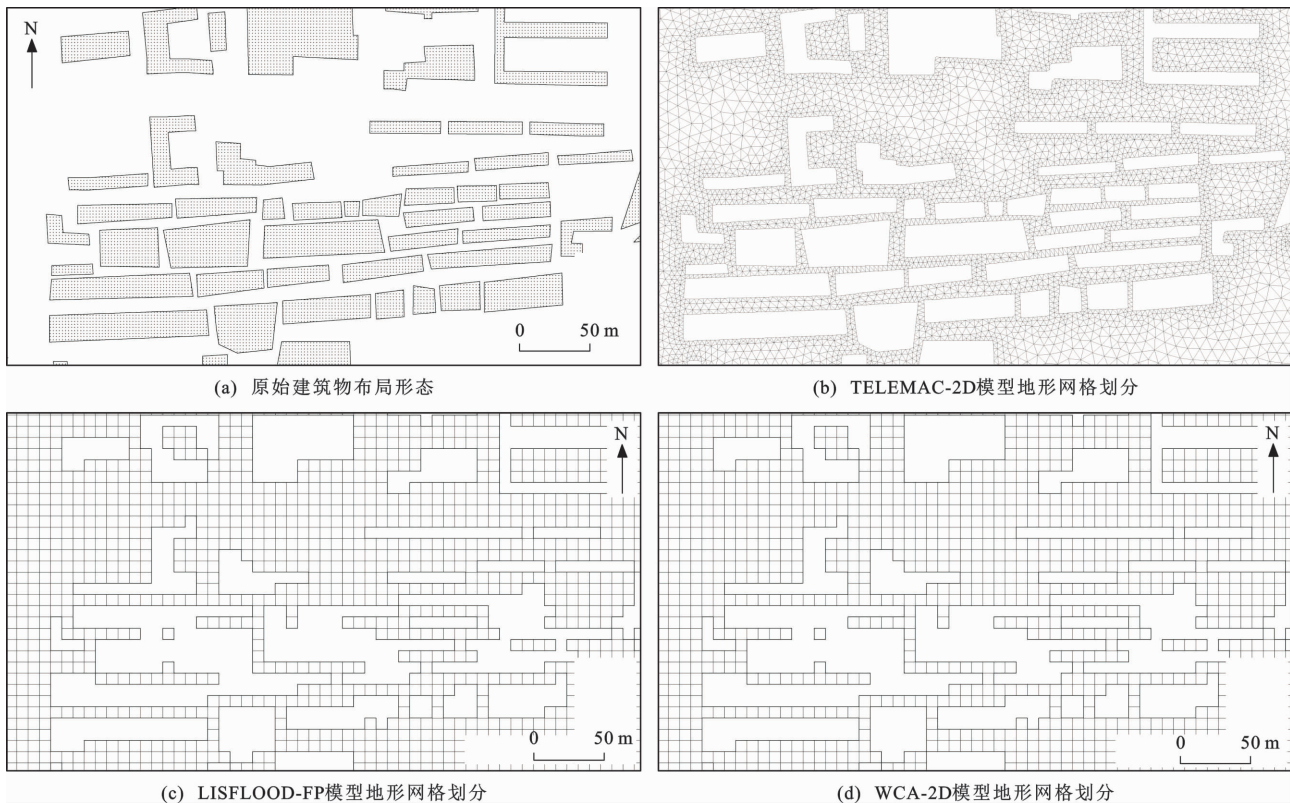 N
0 50 m
(a) 原始建筑物布局形态
(b) TELEMAC-2D模型地形网格划分
N
0 50 m
N
0 50 m
(c) LISFLOOD-FP模型地形网格划分
(d) WCA-2D模型地形网格划分